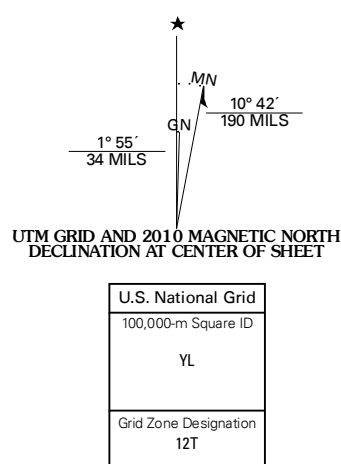 MN
10° 42´
190 MILS
GN
1° 55´
34 MILS
UTM GRID AND 2010 MAGNETIC NORTH
DECLINATION AT CENTER OF SHEET
U.S. National Grid
100,000-m Square ID
YL
Grid Zone Designation
12T